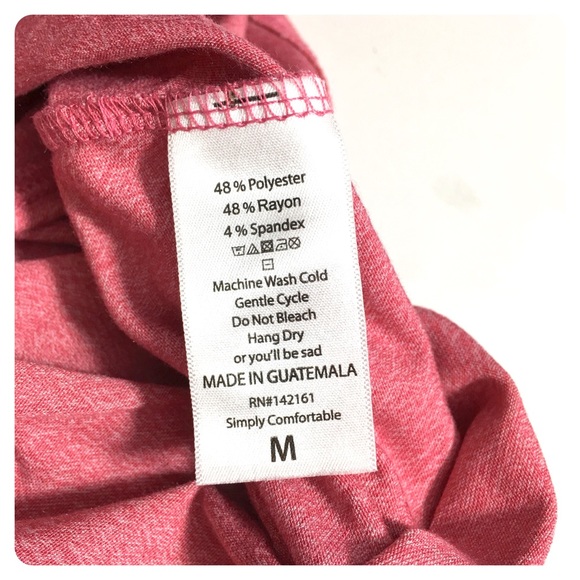 48 % Polyester
48 % Rayon
4 % Spandex
Machine Wash Cold
Gentle Cycle
Do Not Bleach
Hang Dry
or you'll be sad
MADE IN GUATEMALA
RN#142161
Simply Comfortable
M